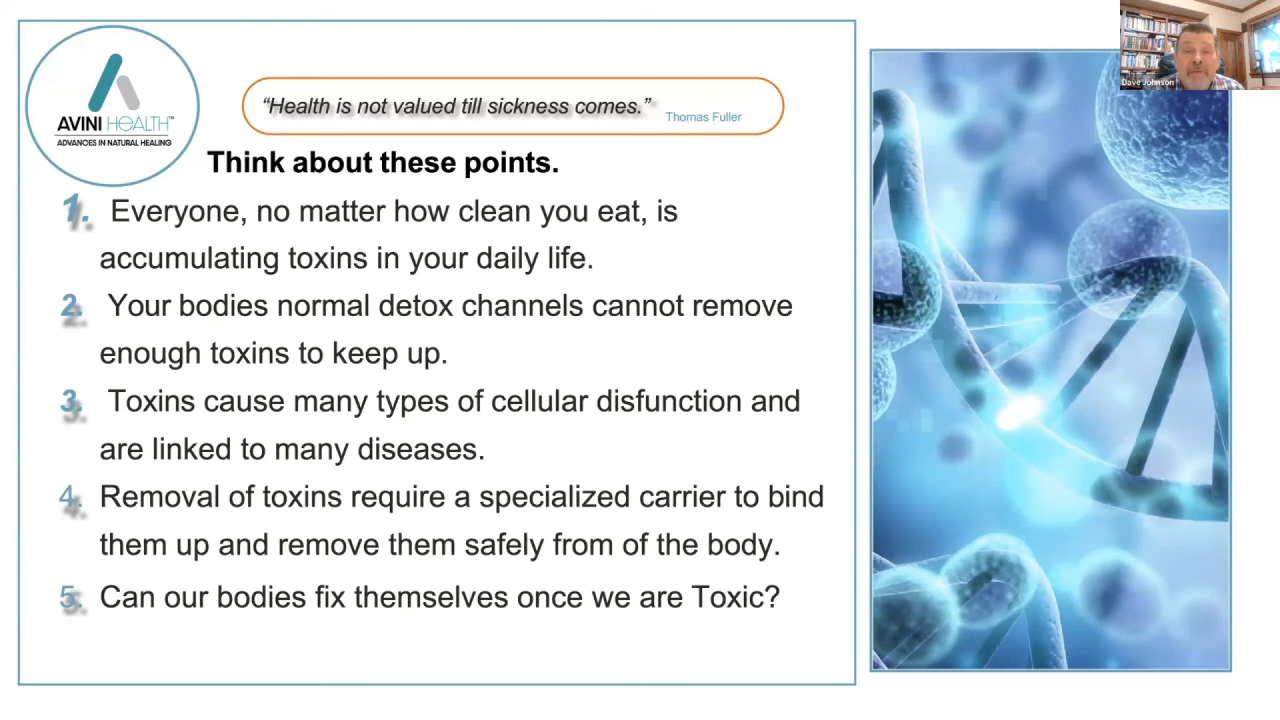 AVINI HEALTH™
ADVANCES IN NATURAL HEALING
“Health is not valued till sickness comes.”
Thomas Fuller
Think about these points.
1. Everyone, no matter how clean you eat, is
accumulating toxins in your daily life.
2. Your bodies normal detox channels cannot remove
enough toxins to keep up.
3. Toxins cause many types of cellular disfunction and
are linked to many diseases.
4. Removal of toxins require a specialized carrier to bind
them up and remove them safely from of the body.
5. Can our bodies fix themselves once we are Toxic?
Dave Johnson